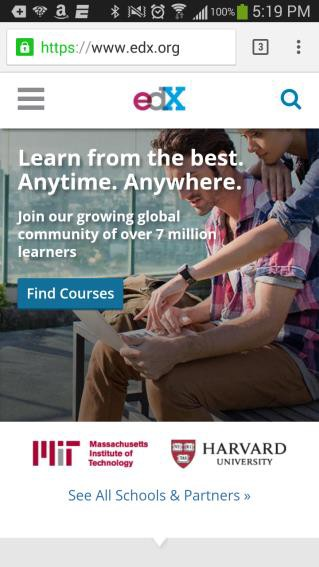 100% 5:19 PM
https://www.edx.org 3
edX
Learn from the best.
Anytime. Anywhere.
Join our growing global
community of over 7 million
learners
Find Courses
MIT Massachusetts
Institute of
Technology
HARVARD
UNIVERSITY
See All Schools & Partners »